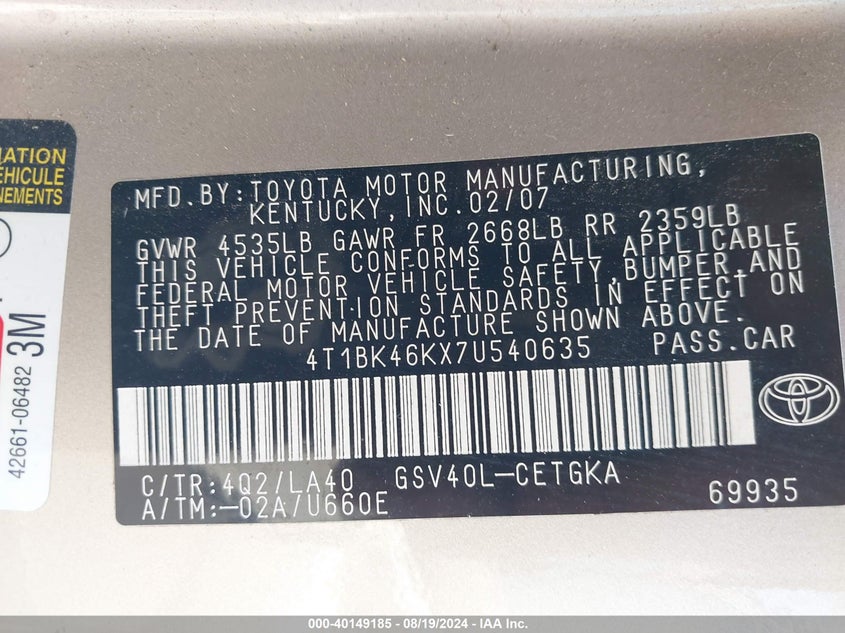 MATION
VEHICULE
NEMENTS
42661-06482 3M
MFD. BY: TOYOTA MOTOR MANUFACTURING,
KENTUCKY, INC. 02/07
GVWR 4535LB GAWR FR 2668LB RR 2359LB
THIS VEHICLE CONFORMS TO ALL APPLICABLE
FEDERAL MOTOR VEHICLE SAFETY, BUMPER, AND
THEFT PREVENTION STANDARDS IN EFFECT ON
THE DATE OF MANUFACTURE SHOWN ABOVE.
4T1BK46KX7U540635 PASS. CAR
C/TR: 4Q2/LA40 GSV40L-CETGKA
A/TM: -02A/U660E 69935
000-40149185 - 08/19/2024 - IAA Inc.